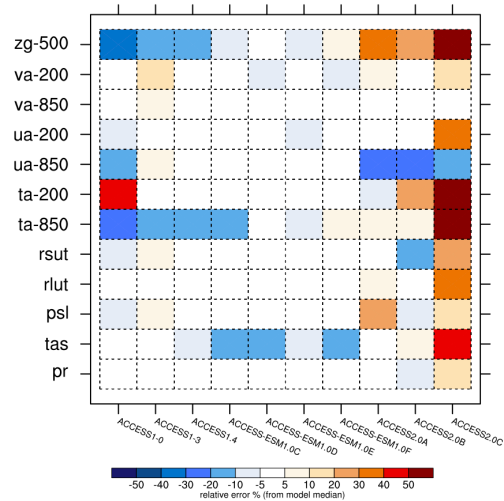 zg-500
va-200
va-850
ua-200
ua-850
ta-200
ta-850
rsut
rlut
psl
tas
pr
ACCESS1-0
ACCESS1-3
ACCESS1.4
ACCESS-ESM1.0C
ACCESS-ESM1.0D
ACCESS-ESM1.0E
ACCESS-ESM1.0F
ACCESS2.0A
ACCESS2.0B
ACCESS2.0C
-50 -40 -30 -20 -10 5 10 20 30 40 50
relative error % (from model median)